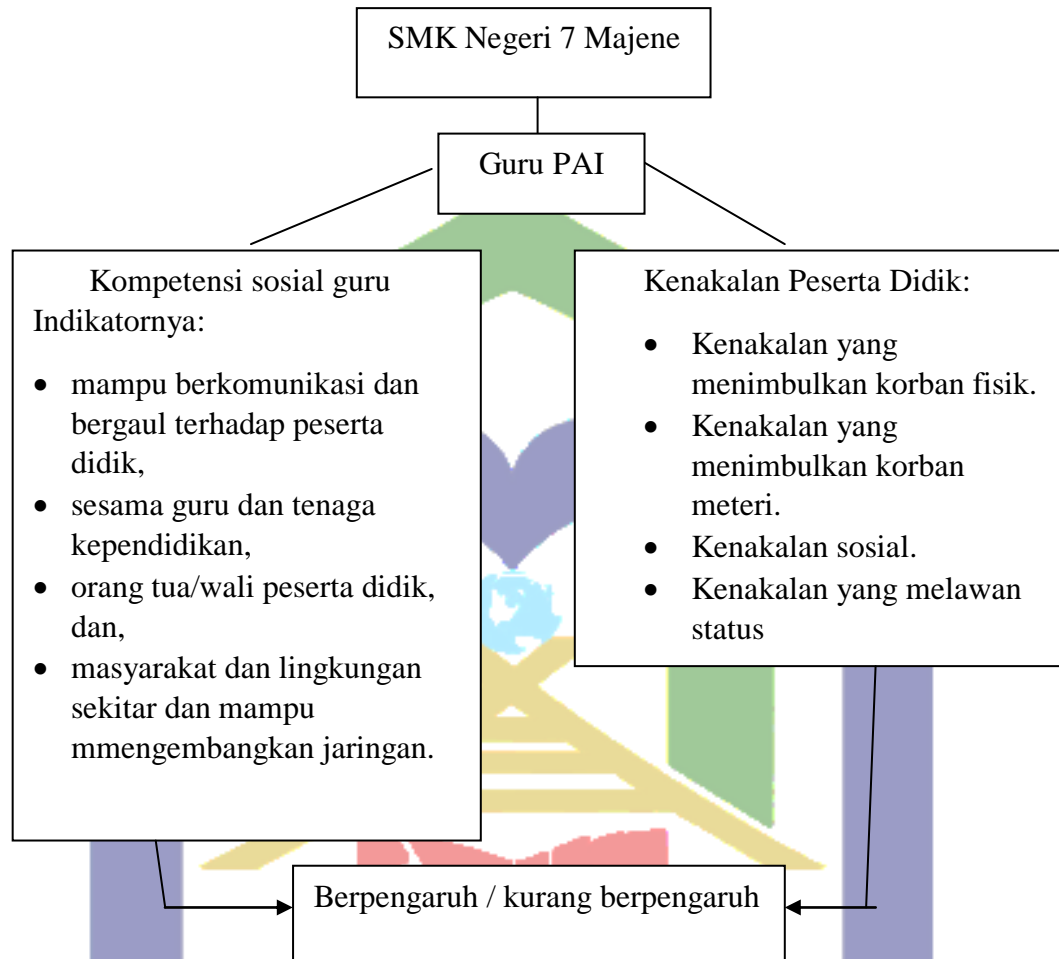 SMK Negeri 7 Majene
Guru PAI
Kompetensi sosial guru
Indikatornya:
• mampu berkomunikasi dan
bergaul terhadap peserta
didik,
• sesama guru dan tenaga
kependidikan,
• orang tua/wali peserta didik,
dan,
• masyarakat dan lingkungan
sekitar dan mampu
mmengembangkan jaringan.
Kenakalan Peserta Didik:
• Kenakalan yang
menimbulkan korban fisik.
• Kenakalan yang
menimbulkan korban
meteri.
• Kenakalan sosial.
• Kenakalan yang melawan
status
Berpengaruh / kurang berpengaruh